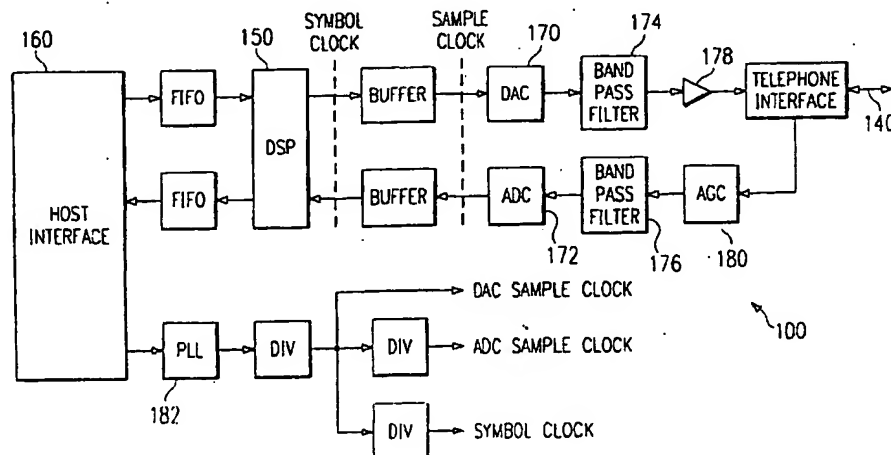 160
150
SYMBOL
CLOCK
SAMPLE
CLOCK
170
174
178
FIFO
DSP
BUFFER
DAC
BAND
PASS
FILTER
TELEPHONE
INTERFACE
140
HOST
INTERFACE
FIFO
BUFFER
ADC
172
BAND
PASS
FILTER
176
AGC
180
100
PLL
182
DIV
DAC SAMPLE CLOCK
DIV
ADC SAMPLE CLOCK
DIV
SYMBOL CLOCK